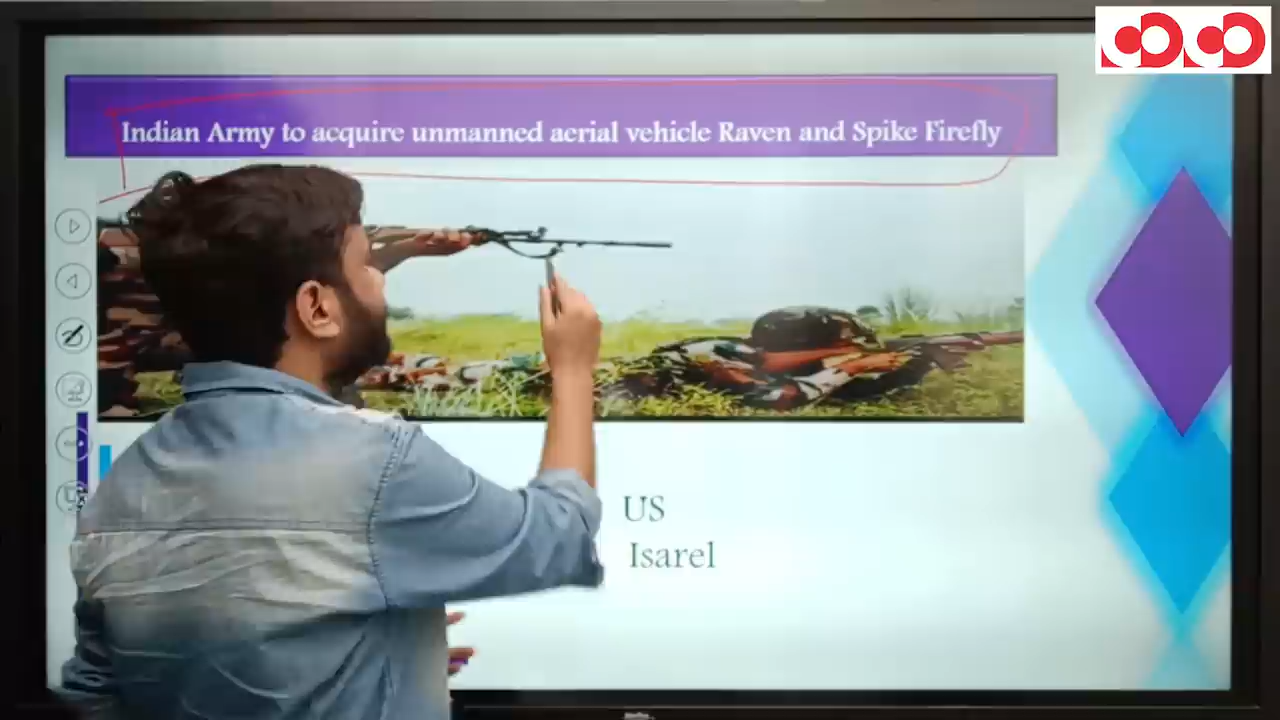 Indian Army to acquire unmanned aerial vehicle Raven and Spike Firefly
US
Isarel